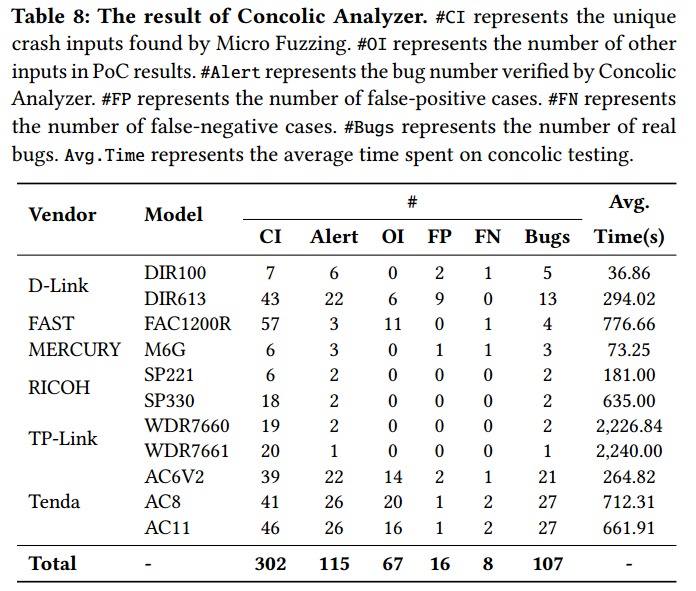 Table 8: The result of Concolic Analyzer. #CI represents the unique
crash inputs found by Micro Fuzzing. #OI represents the number of other
inputs in PoC results. #Alert represents the bug number verified by Concolic
Analyzer. #FP represents the number of false-positive cases. #FN represents
the number of false-negative cases. #Bugs represents the number of real
bugs. Avg.Time represents the average time spent on concolic testing.
Vendor Model # Avg.
CI Alert OI FP FN Bugs Time(s)
D-Link DIR100 7 6 0 2 1 5 36.86
DIR613 43 22 6 9 0 13 294.02
FAST FAC1200R 57 3 11 0 1 4 776.66
MERCURY M6G 6 3 0 1 1 3 73.25
RICOH SP221 6 2 0 0 0 2 181.00
SP330 18 2 0 0 0 2 635.00
TP-Link WDR7660 19 2 0 0 0 2 2,226.84
WDR7661 20 1 0 0 0 1 2,240.00
Tenda AC6V2 39 22 14 2 1 21 264.82
AC8 41 26 20 1 2 27 712.31
AC11 46 26 16 1 2 27 661.91
Total - 302 115 67 16 8 107 -